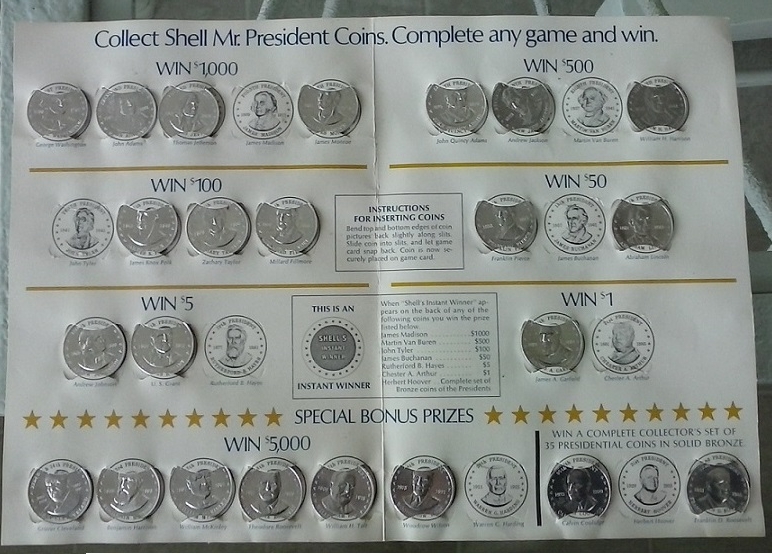 Collect Shell Mr. President Coins. Complete any game and win.
WIN $1,000
George Washington
John Adams
Thomas Jefferson
James Madison
James Monroe
WIN $500
John Quincy Adams
Andrew Jackson
Martin Van Buren
William H. Harrison
WIN $100
John Tyler
James Knox Polk
Zachary Taylor
Millard Fillmore
INSTRUCTIONS
FOR INSERTING COINS
Bend top and bottom edges of coin
pictures back slightly along slits.
Slide coin into slits, and let game
card snap back. Coin is now se-
curely placed on game card.
WIN $50
Franklin Pierce
James Buchanan
Abraham Lincoln
WIN $5
Andrew Johnson
U. S. Grant
Rutherford B. Hayes
THIS IS AN
SHELL'S
INSTANT
WINNER
INSTANT WINNER
When "Shell's Instant Winner" ap-
pears on the back of any of the
following coins you win the prize
listed below.
James Madison $1000
Martin Van Buren $500
John Tyler $100
James Buchanan $50
Rutherford B. Hayes $5
Chester A. Arthur $1
Herbert Hoover . . Complete set of
Bronze coins of the Presidents
WIN $1
James A. Garfield
Chester A. Arthur
SPECIAL BONUS PRIZES
WIN $5,000
Grover Cleveland
Benjamin Harrison
William McKinley
Theodore Roosevelt
William H. Taft
Woodrow Wilson
Warren G. Harding
WIN A COMPLETE COLLECTOR'S SET OF
35 PRESIDENTIAL COINS IN SOLID BRONZE.
Calvin Coolidge
Herbert Hoover
Franklin D. Roosevelt